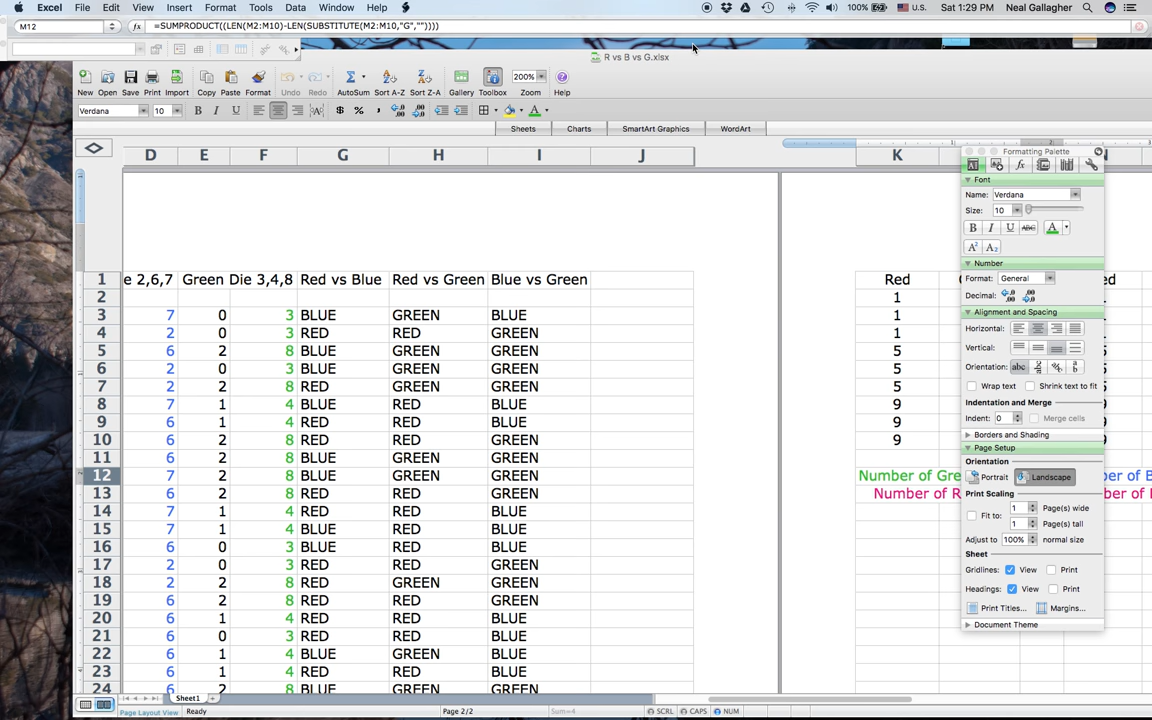 Excel File Edit View Insert Format Tools Data Window Help 100% U.S. Sat 1:29 PM Neal Gallagher
M12 fx =SUMPRODUCT((LEN(M2:M10)-LEN(SUBSTITUTE(M2:M10,"G",""))))
R vs B vs G.xlsx
200%
New Open Save Print Import Copy Paste Format Undo Redo AutoSum Sort A-Z Sort Z-A Gallery Toolbox Zoom Help
Verdana 10 B I U $ %
Sheets Charts SmartArt Graphics WordArt
D E F G H I J K N
1 e 2,6,7 Green Die 3,4,8 Red vs Blue Red vs Green Blue vs Green Red
2 1
3 7 0 3 BLUE GREEN BLUE 1
4 2 0 3 RED RED GREEN 1
5 6 2 8 BLUE GREEN GREEN 5
6 2 0 3 BLUE GREEN GREEN 5
7 2 2 8 RED GREEN GREEN 5
8 7 1 4 BLUE RED BLUE 9
9 6 1 4 RED RED BLUE 9
10 6 2 8 RED RED GREEN 9
11 6 2 8 BLUE GREEN GREEN
12 7 2 8 BLUE GREEN GREEN Number of Gre
13 6 2 8 RED RED GREEN Number of R
14 7 1 4 RED RED BLUE
15 7 1 4 BLUE RED BLUE
16 6 0 3 BLUE RED BLUE
17 2 0 3 RED RED GREEN
18 2 2 8 RED GREEN GREEN
19 6 2 8 RED RED GREEN
20 6 1 4 RED RED BLUE
21 6 0 3 RED RED BLUE
22 6 1 4 BLUE GREEN BLUE
23 6 1 4 RED RED BLUE
24 6 2 8 BLUE GREEN GREEN
Formatting Palette
Font
Name: Verdana
Size: 10
B I U ABC A
A² A₂
Number
Format: General
Decimal:
Alignment and Spacing
Horizontal:
Vertical:
Orientation: abc
Wrap text Shrink text to fit
Indentation and Merge
Indent: 0 Merge cells
Borders and Shading
Page Setup
Orientation
Portrait Landscape
Print Scaling
Fit to: 1 Page(s) wide
1 Page(s) tall
Adjust to 100% normal size
Sheet
Gridlines: View Print
Headings: View Print
Print Titles... Margins...
Document Theme
Sheet1
Page Layout View Ready Page 2/2 Sum=4 SCRL CAPS NUM